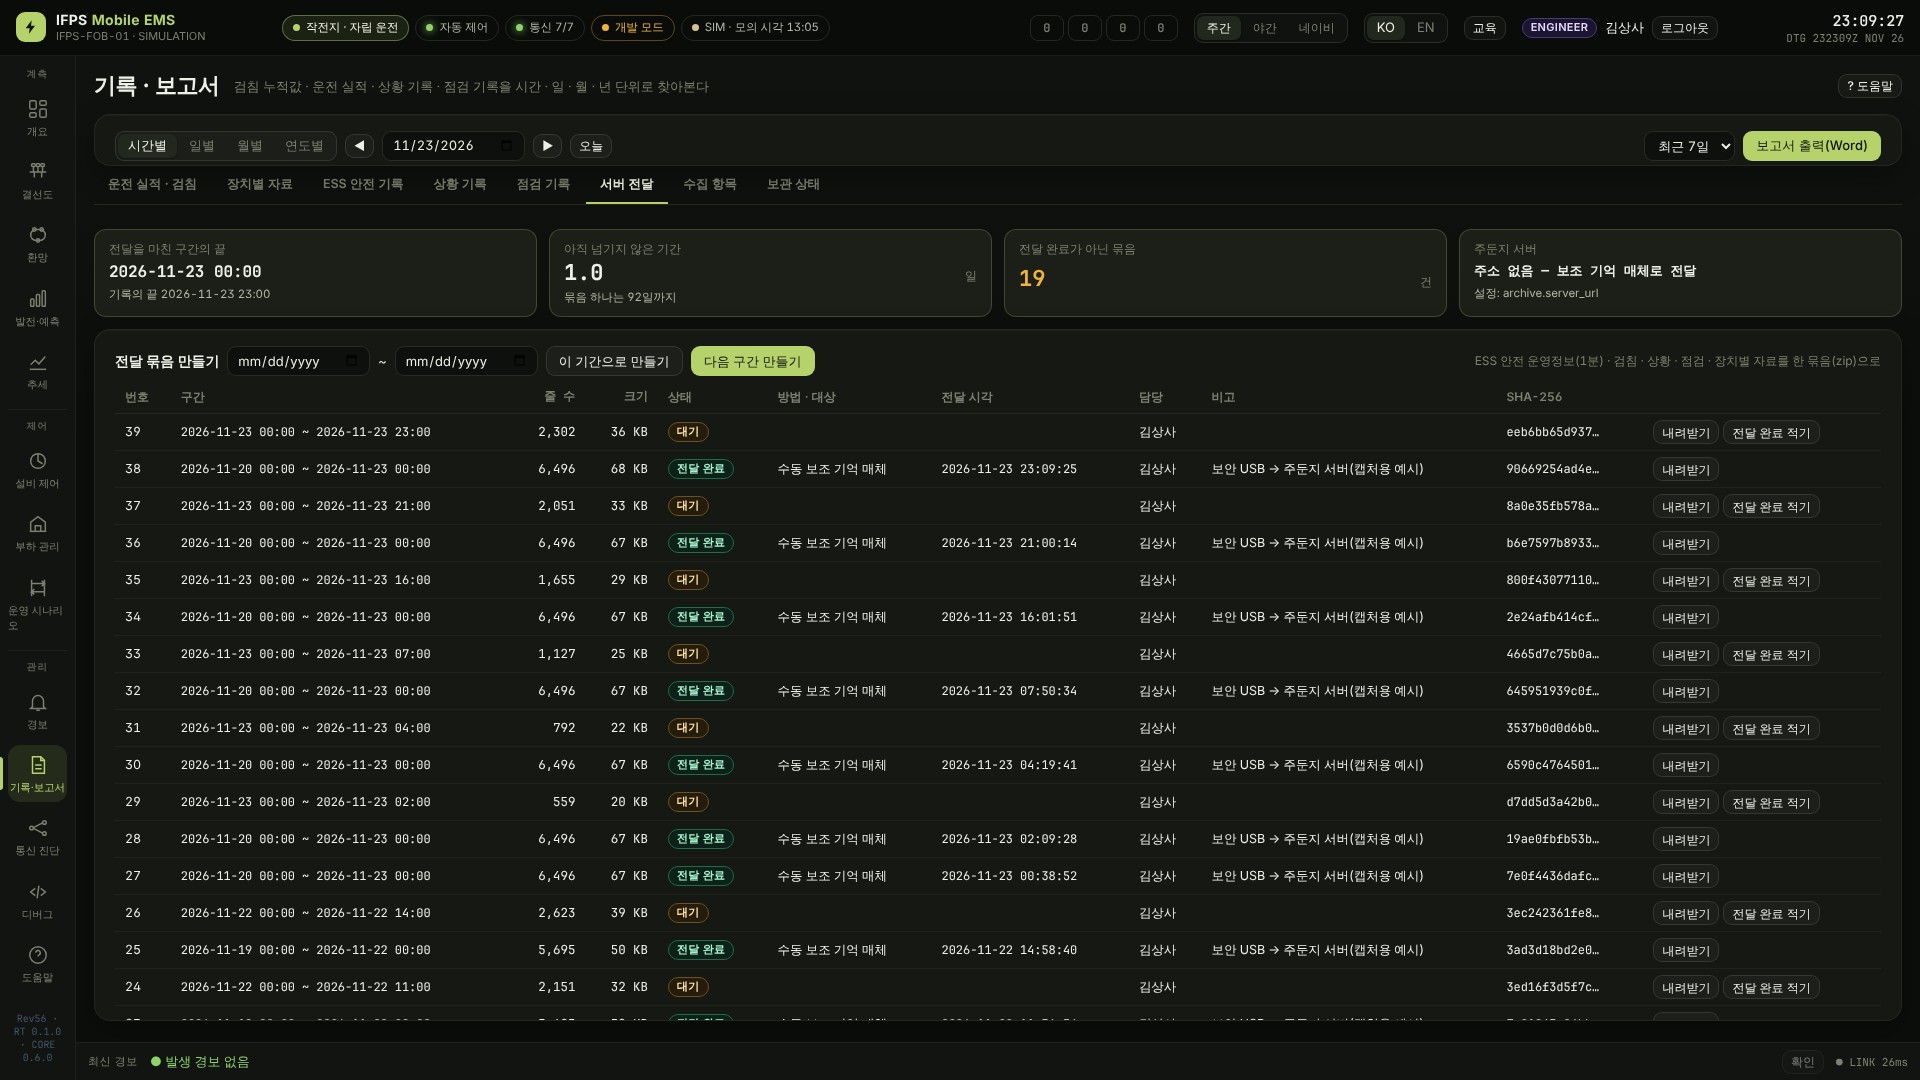 IFPS Mobile EMS
IFPS-FOB-01 · SIMULATION
작전지 · 자립 운전
자동 제어
통신 7/7
개발 모드
SIM · 모의 시각 13:05
0 0 0 0
주간 야간 네이비
KO EN
교육
ENGINEER 김상사 로그아웃
23:09:27
DTG 232309Z NOV 26
계측
개요
결선도
환망
발전·예측
추세
제어
설비 제어
부하 관리
운영 시나리오
관리
경보
기록·보고서
통신 진단
디버그
도움말
Rev56 ·
RT 0.1.0
· CORE
0.6.0
기록 · 보고서 검침 누적값 · 운전 실적 · 상황 기록 · 점검 기록을 시간 · 일 · 월 · 년 단위로 찾아본다
? 도움말
시간별 일별 월별 연도별 ◀ 11/23/2026 ▶ 오늘
최근 7일 보고서 출력(Word)
운전 실적 · 검침 장치별 자료 ESS 안전 기록 상황 기록 점검 기록 서버 전달 수집 항목 보관 상태
전달을 마친 구간의 끝
2026-11-23 00:00
기록의 끝 2026-11-23 23:00
아직 넘기지 않은 기간
1.0 일
묶음 하나는 92일까지
전달 완료가 아닌 묶음
19 건
주둔지 서버
주소 없음 — 보조 기억 매체로 전달
설정: archive.server_url
전달 묶음 만들기 mm/dd/yyyy ~ mm/dd/yyyy 이 기간으로 만들기 다음 구간 만들기
ESS 안전 운영정보(1분) · 검침 · 상황 · 점검 · 장치별 자료를 한 묶음(zip)으로
번호 구간 줄 수 크기 상태 방법 · 대상 전달 시각 담당 비고 SHA-256
39 2026-11-23 00:00 ~ 2026-11-23 23:00 2,302 36 KB 대기 김상사 eeb6bb65d937… 내려받기 전달 완료 적기
38 2026-11-20 00:00 ~ 2026-11-23 00:00 6,496 68 KB 전달 완료 수동 보조 기억 매체 2026-11-23 23:09:25 김상사 보안 USB → 주둔지 서버(캡처용 예시) 90669254ad4e… 내려받기
37 2026-11-23 00:00 ~ 2026-11-23 21:00 2,051 33 KB 대기 김상사 8a0e35fb578a… 내려받기 전달 완료 적기
36 2026-11-20 00:00 ~ 2026-11-23 00:00 6,496 67 KB 전달 완료 수동 보조 기억 매체 2026-11-23 21:00:14 김상사 보안 USB → 주둔지 서버(캡처용 예시) b6e7597b8933… 내려받기
35 2026-11-23 00:00 ~ 2026-11-23 16:00 1,655 29 KB 대기 김상사 800f43077110… 내려받기 전달 완료 적기
34 2026-11-20 00:00 ~ 2026-11-23 00:00 6,496 67 KB 전달 완료 수동 보조 기억 매체 2026-11-23 16:01:51 김상사 보안 USB → 주둔지 서버(캡처용 예시) 2e24afb414cf… 내려받기
33 2026-11-23 00:00 ~ 2026-11-23 07:00 1,127 25 KB 대기 김상사 4665d7c75b0a… 내려받기 전달 완료 적기
32 2026-11-20 00:00 ~ 2026-11-23 00:00 6,496 67 KB 전달 완료 수동 보조 기억 매체 2026-11-23 07:50:34 김상사 보안 USB → 주둔지 서버(캡처용 예시) 645951939c0f… 내려받기
31 2026-11-23 00:00 ~ 2026-11-23 04:00 792 22 KB 대기 김상사 3537b0d0d6b0… 내려받기 전달 완료 적기
30 2026-11-20 00:00 ~ 2026-11-23 00:00 6,496 67 KB 전달 완료 수동 보조 기억 매체 2026-11-23 04:19:41 김상사 보안 USB → 주둔지 서버(캡처용 예시) 6590c4764501… 내려받기
29 2026-11-23 00:00 ~ 2026-11-23 02:00 559 20 KB 대기 김상사 d7dd5d3a42b0… 내려받기 전달 완료 적기
28 2026-11-20 00:00 ~ 2026-11-23 00:00 6,496 67 KB 전달 완료 수동 보조 기억 매체 2026-11-23 02:09:28 김상사 보안 USB → 주둔지 서버(캡처용 예시) 19ae0fbfb53b… 내려받기
27 2026-11-20 00:00 ~ 2026-11-23 00:00 6,496 67 KB 전달 완료 수동 보조 기억 매체 2026-11-23 00:38:52 김상사 보안 USB → 주둔지 서버(캡처용 예시) 7e0f4436dafc… 내려받기
26 2026-11-22 00:00 ~ 2026-11-22 14:00 2,623 39 KB 대기 김상사 3ec242361fe8… 내려받기 전달 완료 적기
25 2026-11-19 00:00 ~ 2026-11-22 00:00 5,695 50 KB 전달 완료 수동 보조 기억 매체 2026-11-22 14:58:40 김상사 보안 USB → 주둔지 서버(캡처용 예시) 3ad3d18bd2e0… 내려받기
24 2026-11-22 00:00 ~ 2026-11-22 11:00 2,151 32 KB 대기 김상사 3ed16f3d5f7c… 내려받기 전달 완료 적기
최신 경보 발생 경보 없음
확인 LINK 26ms